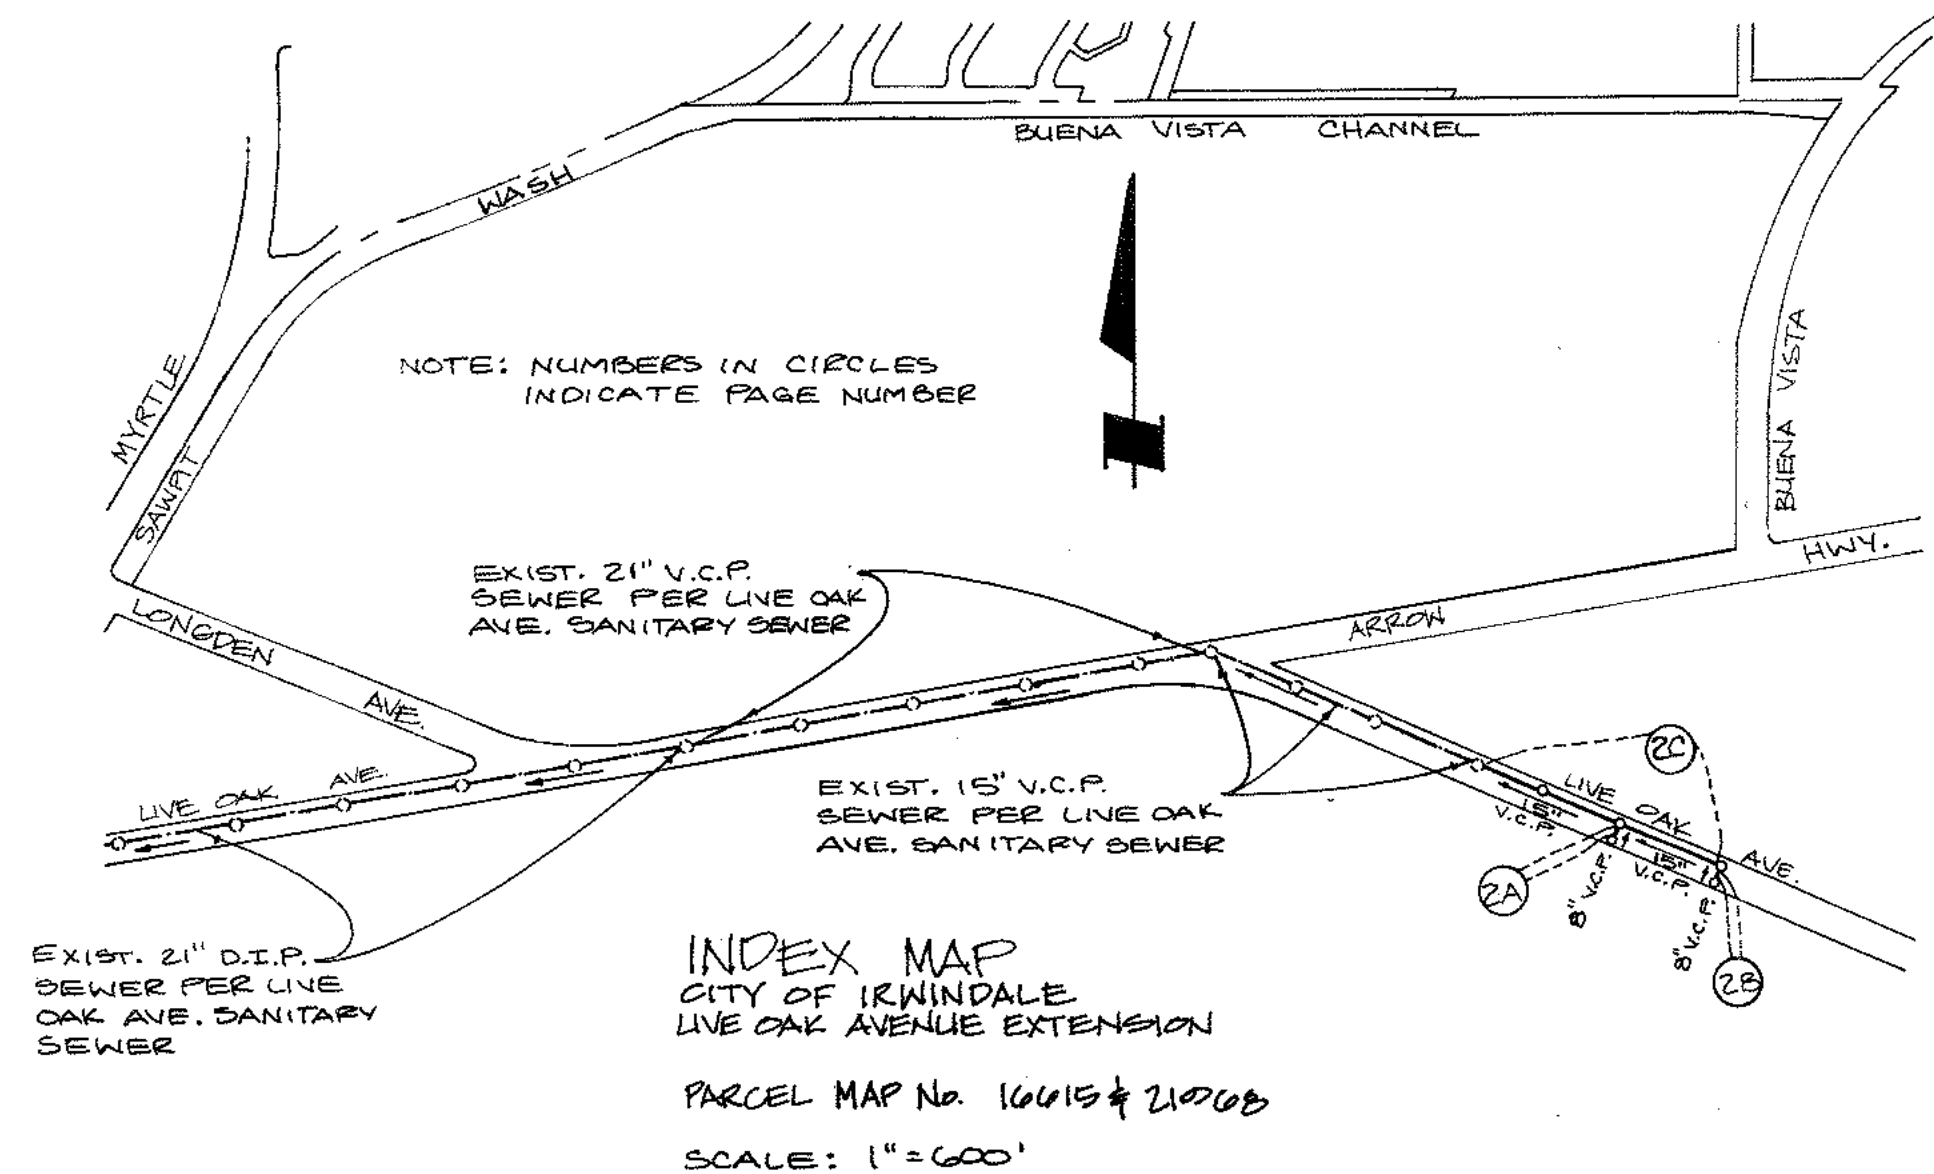 BUENA VISTA CHANNEL
WASH
NOTE: NUMBERS IN CIRCLES
INDICATE PAGE NUMBER
MYRTLE
SAWPIT
BUENA VISTA
HWY.
ARROW
EXIST. 21" V.C.P.
SEWER PER LIVE OAK
AVE. SANITARY SEWER
LONGDEN
AVE.
LIVE OAK AVE.
EXIST. 15" V.C.P.
SEWER PER LIVE OAK
AVE. SANITARY SEWER
2C
LIVE OAK AVE.
15"
V.C.P.
15"
V.C.P.
2A
8" V.C.P.
8" V.C.P.
2B
EXIST. 21" D.I.P.
SEWER PER LIVE
OAK AVE. SANITARY
SEWER
INDEX MAP
CITY OF IRWINDALE
LIVE OAK AVENUE EXTENSION
PARCEL MAP No. 16615 &
SCALE: 1" = 600'